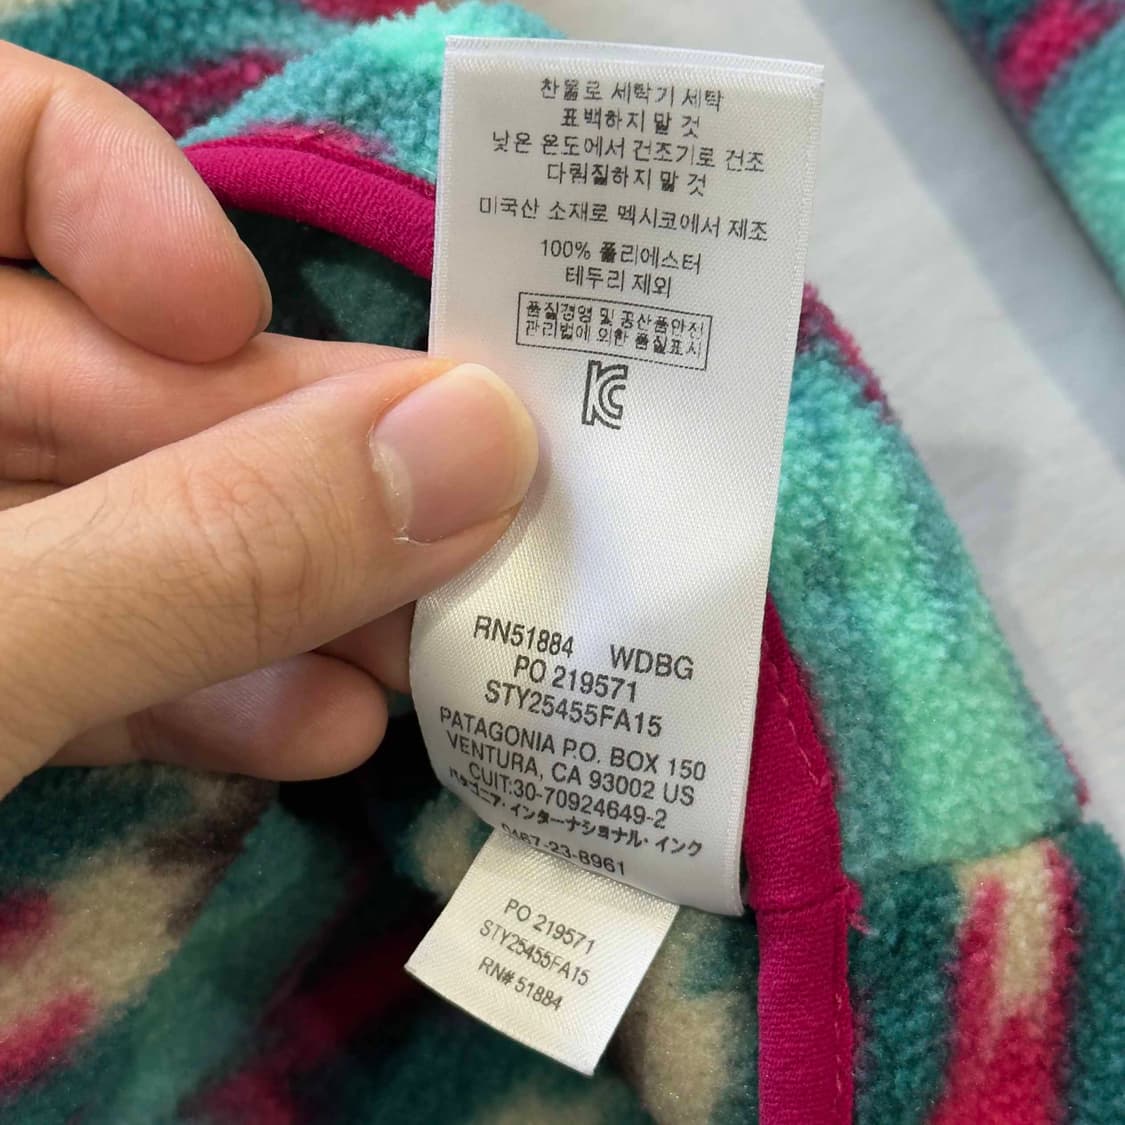 찬물로 세탁기 세탁
표백하지 말 것
낮은 온도에서 건조기로 건조
다림질하지 말 것
미국산 소재로 멕시코에서 제조
100% 폴리에스터
테두리 제외
품질경영 및 공산품안전
관리법에 의한 품질표시
KC
RN51884 WDBG
PO 219571
STY25455FA15
PATAGONIA P.O. BOX 150
VENTURA, CA 93002 US
CUIT:30-70924649-2
パタゴニア・インターナショナル・インク
0467-23-8961
PO 219571
STY25455FA15
RN# 51884